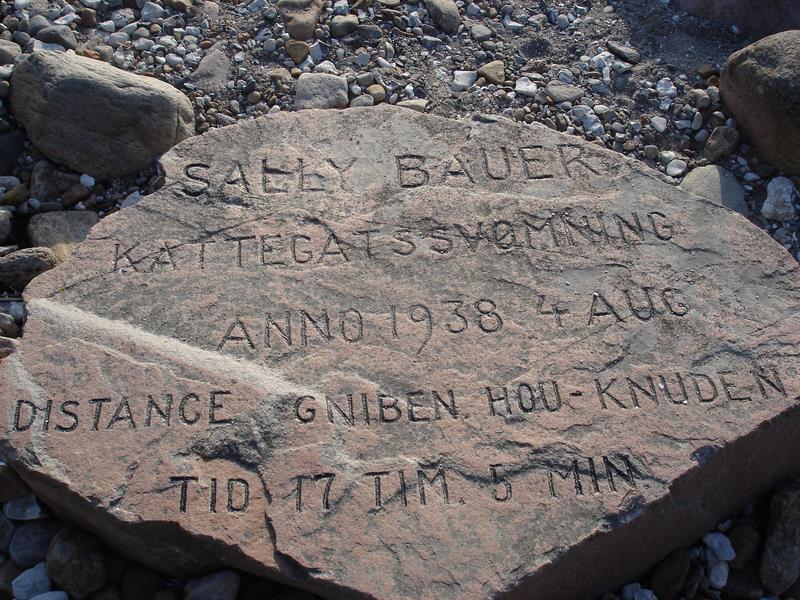 SALLY BAUER
KATTEGATSSVØMNING
ANNO 1938 4 AUG
DISTANCE GNIBEN. HOU-KNUDEN
TID 17 TIM. 5 MIN